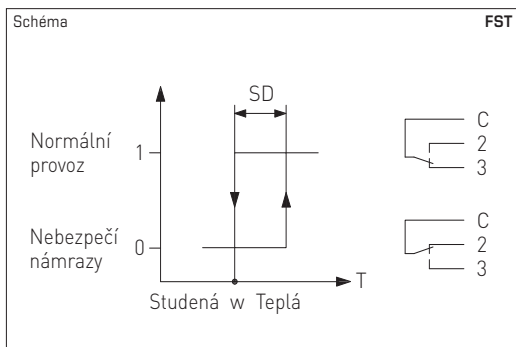 Schéma FST
SD
Normální
provoz
1
C
2
3
Nebezpečí
námrazy
0
C
2
3
T
Studená w Teplá